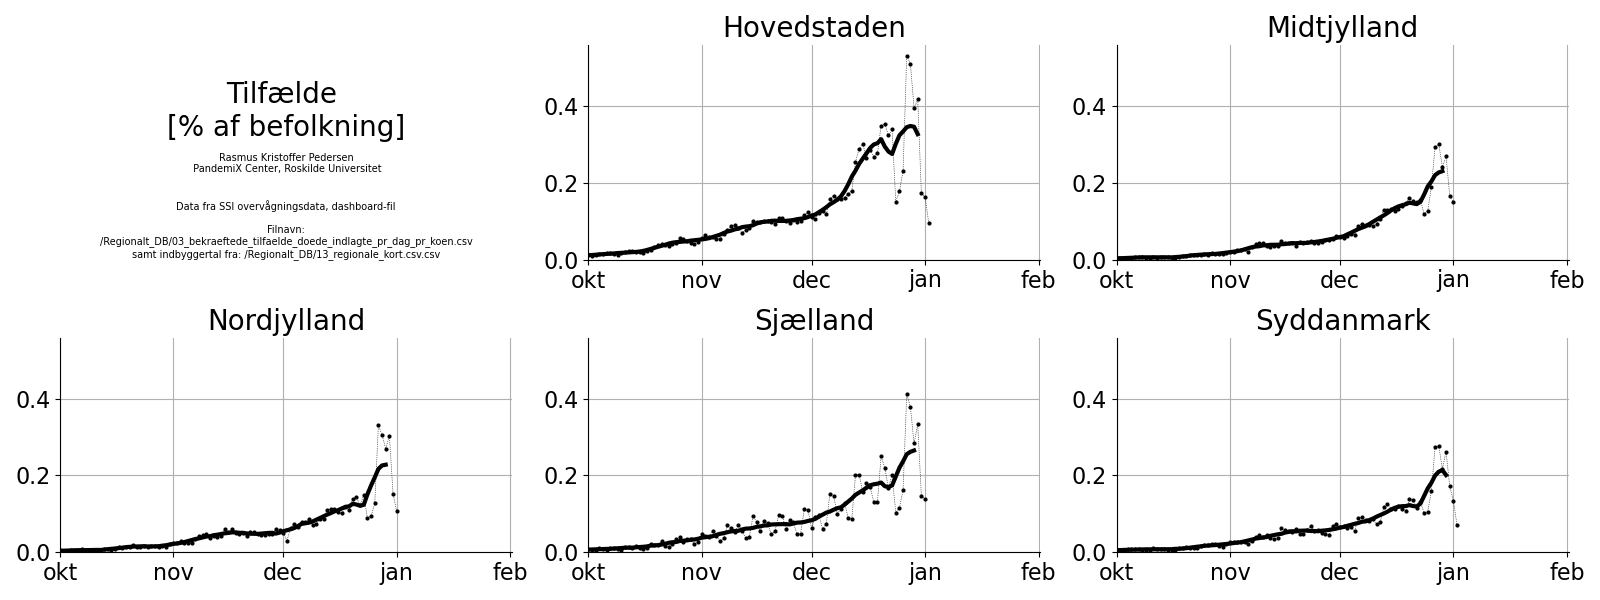 Tilfælde
[% af befolkning]
Rasmus Kristoffer Pedersen
PandemiX Center, Roskilde Universitet
Data fra SSI overvågningsdata, dashboard-fil
Filnavn:
/Regionalt_DB/03_bekraeftede_tilfaelde_doede_indlagte_pr_dag_pr_koen.csv
samt indbyggertal fra: /Regionalt_DB/13_regionale_kort.csv.csv
Hovedstaden
0.4
0.2
0.0
okt nov dec jan feb
Midtjylland
0.4
0.2
0.0
okt nov dec jan feb
Nordjylland
0.4
0.2
0.0
okt nov dec jan feb
Sjælland
0.4
0.2
0.0
okt nov dec jan feb
Syddanmark
0.4
0.2
0.0
okt nov dec jan feb